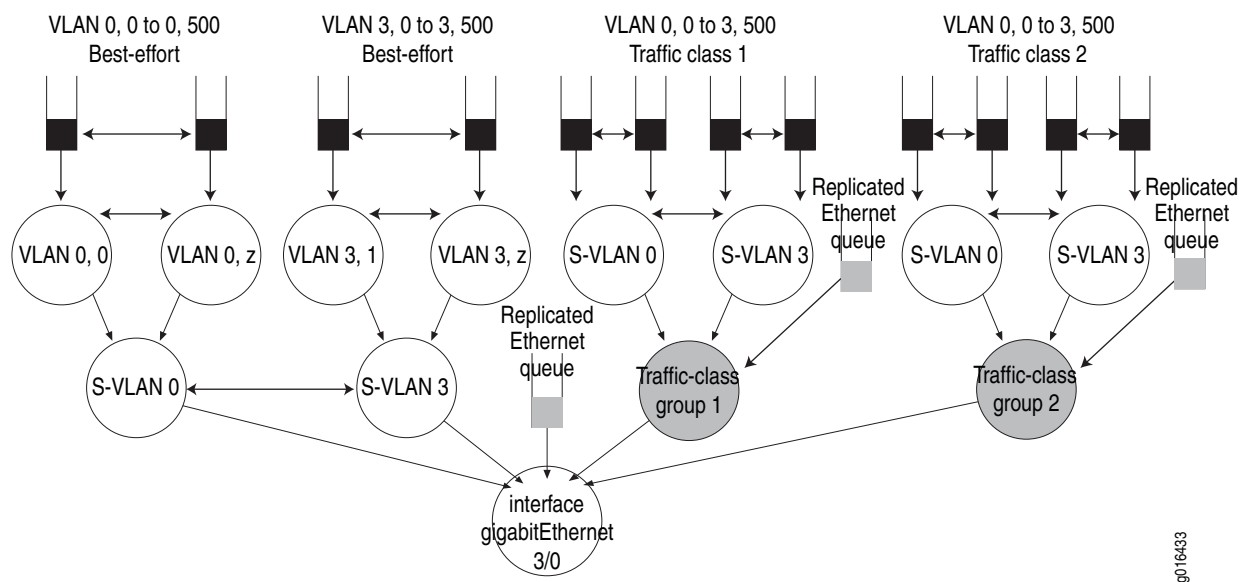 VLAN 0, 0 to 0, 500
Best-effort
VLAN 3, 0 to 3, 500
Best-effort
VLAN 0, 0 to 3, 500
Traffic class 1
VLAN 0, 0 to 3, 500
Traffic class 2
VLAN 0, 0
VLAN 0, z
VLAN 3, 1
VLAN 3, z
S-VLAN 0
S-VLAN 3
Replicated
Ethernet
queue
S-VLAN 0
S-VLAN 3
Replicated
Ethernet
queue
S-VLAN 0
S-VLAN 3
Replicated
Ethernet
queue
Traffic-class
group 1
Traffic-class
group 2
interface
gigabitEthernet
3/0
g016433